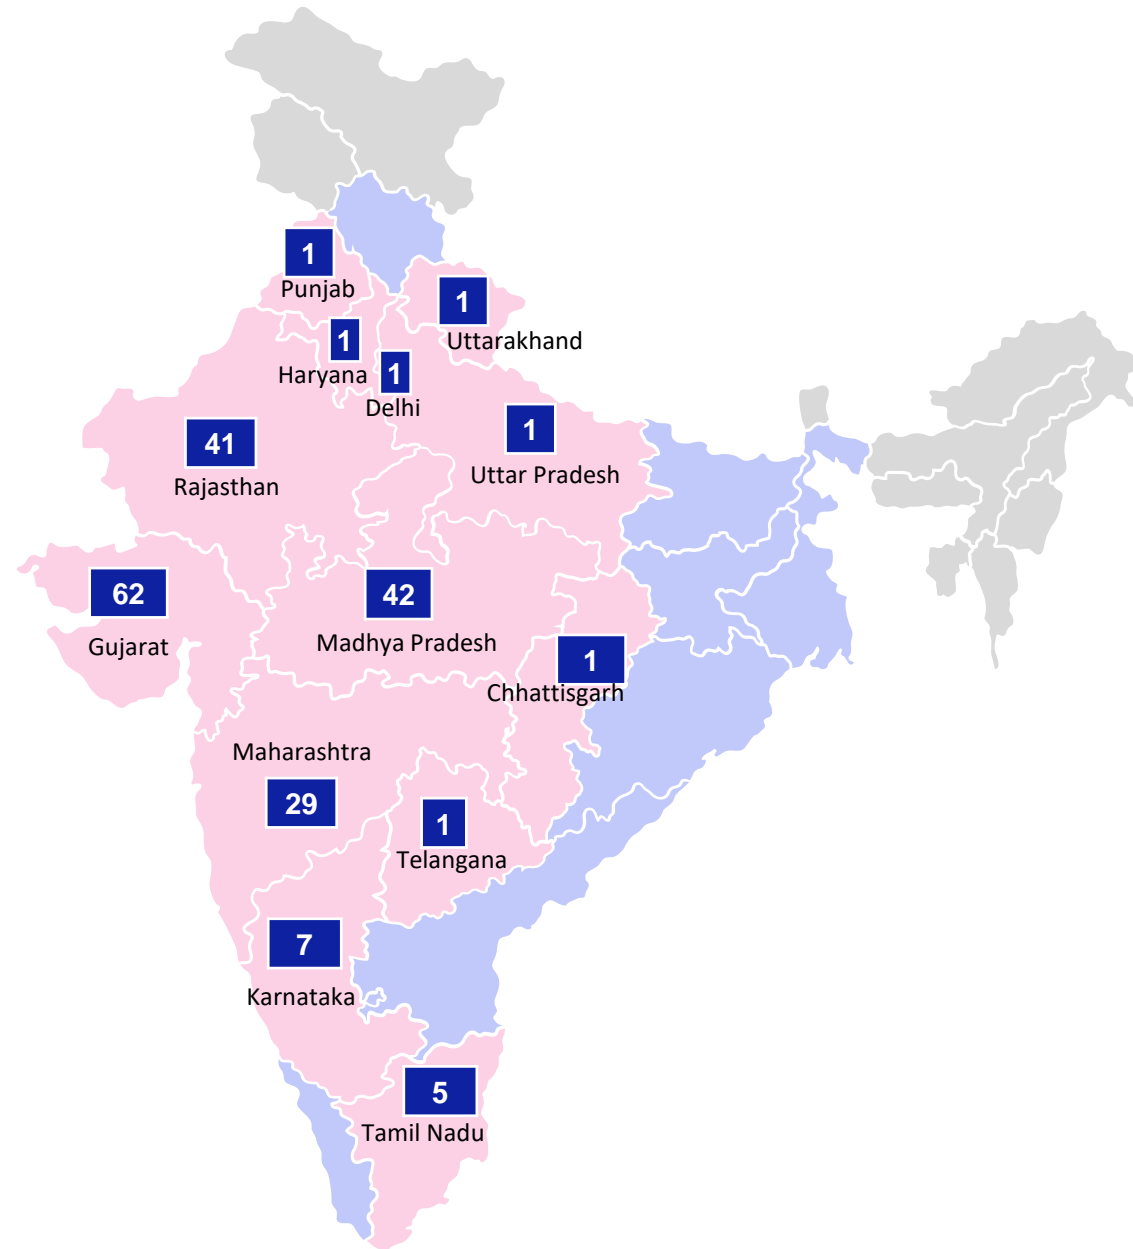 1
Punjab
1
Uttarakhand
1
Haryana
1
Delhi
41
Rajasthan
1
Uttar Pradesh
62
Gujarat
42
Madhya Pradesh
1
Chhattisgarh
Maharashtra
29
1
Telangana
7
Karnataka
5
Tamil Nadu